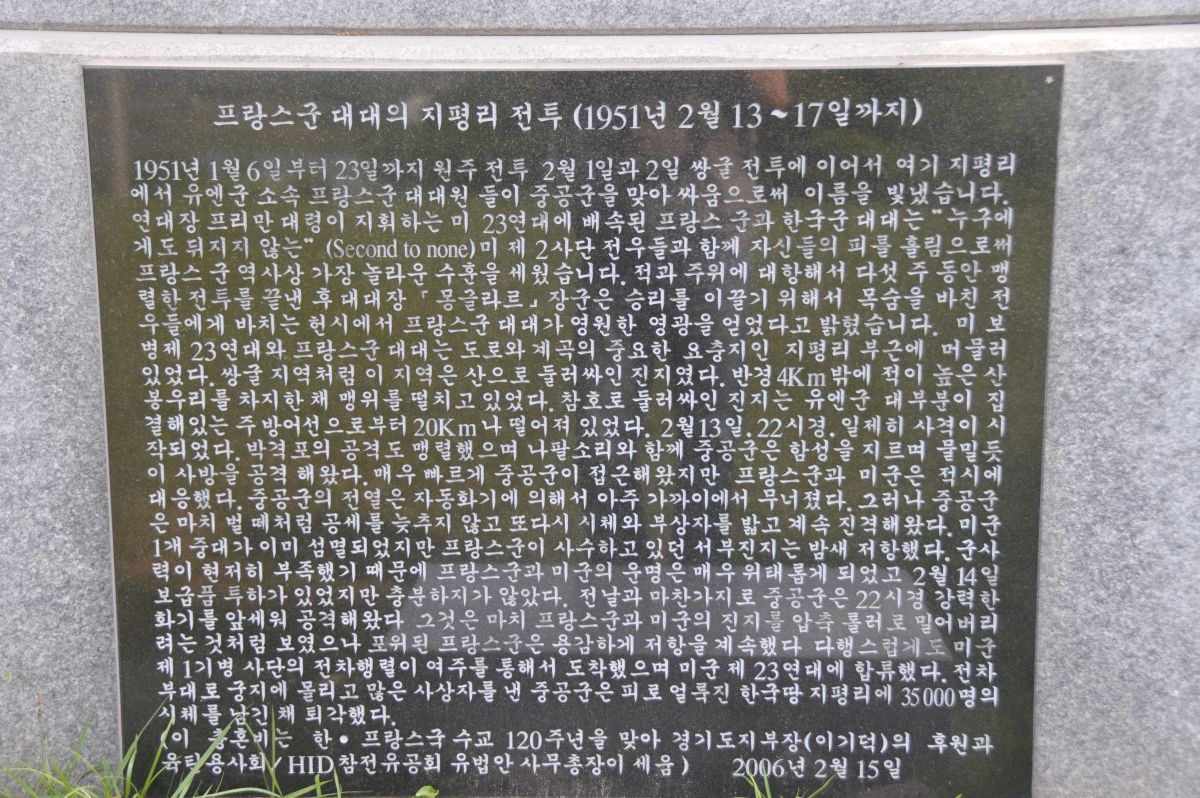 프랑스군 대대의 지평리 전투 (1951년 2월 13~17일까지)
1951년 1월 6일부터 23일까지 원주 전투 2월 1일과 2일 쌍굴 전투에 이어서 여기 지평리
에서 유엔군 소속 프랑스군 대대원 들이 중공군을 맞아 싸움으로써 이름을 빛냈습니다.
연대장 프리만 대령이 지휘하는 미 23연대에 배속된 프랑스 군과 한국군 대대는 "누구에
게도 뒤지지 않는" (Second to none) 미 제 2사단 전우들과 함께 자신들의 피를 흘림으로써
프랑스 군 역사상 가장 놀라운 수훈을 세웠습니다. 적과 추위에 대항해서 다섯 주 동안 맹
렬한 전투를 끝낸 후 대대장 「몽클라르」 장군은 승리를 이끌기 위해서 목숨을 바친 전
우들에게 바치는 헌시에서 프랑스군 대대가 영원한 영광을 얻었다고 밝혔습니다. 미 보
병제 23연대와 프랑스군 대대는 도로와 계곡의 중요한 요충지인 지평리 부근에 머물러
있었다. 쌍굴 지역처럼 이 지역은 산으로 둘러싸인 진지였다. 반경 4Km 밖에 적이 높은 산
봉우리를 차지한 채 맹위를 떨치고 있었다. 참호로 둘러싸인 진지는 유엔군 대부분이 집
결해있는 주 방어선으로부터 20Km나 떨어져 있었다. 2월 13일. 22시경. 일제히 사격이 시
작되었다. 박격포의 공격도 맹렬했으며 나팔소리와 함께 중공군은 함성을 지르며 물밀듯
이 사방을 공격 해왔다. 매우 빠르게 중공군이 접근해왔지만 프랑스군과 미군은 적시에
대응했다. 중공군의 전열은 자동화기에 의해서 아주 가까이에서 무너졌다. 그러나 중공군
은 마치 벌 떼처럼 공세를 늦추지 않고 또다시 시체와 부상자를 밟고 계속 진격해왔다. 미군
1개 중대가 이미 섬멸되었지만 프랑스군이 사수하고 있던 서부진지는 밤새 저항했다. 군사
력이 현저히 부족했기 때문에 프랑스군과 미군의 운명은 매우 위태롭게 되었고 2월 14일
보급품 투하가 있었지만 충분하지가 않았다. 전날과 마찬가지로 중공군은 22시경 강력한
화기를 앞세워 공격해왔다. 그것은 마치 프랑스군과 미군의 진지를 압축 롤러로 밀어버리
려는 것처럼 보였으나 포위된 프랑스군은 용감하게 저항을 계속했다 다행 스럽게도 미군
제 1기병 사단의 전차행렬이 여주를 통해서 도착했으며 미군 제 23연대에 합류했다. 전차
부대로 궁지에 몰리고 많은 사상자를 낸 중공군은 피로 얼룩진 한국땅 지평리에 35000명의
시체를 남긴 채 퇴각했다.
(이 충혼비는 한·프랑스국 수교 120주년을 맞아 경기도지부장(이기덕)의 후원과
육탄용사회/HID참전유공회 유법안 사무총장이 세움) 2006년 2월 15일